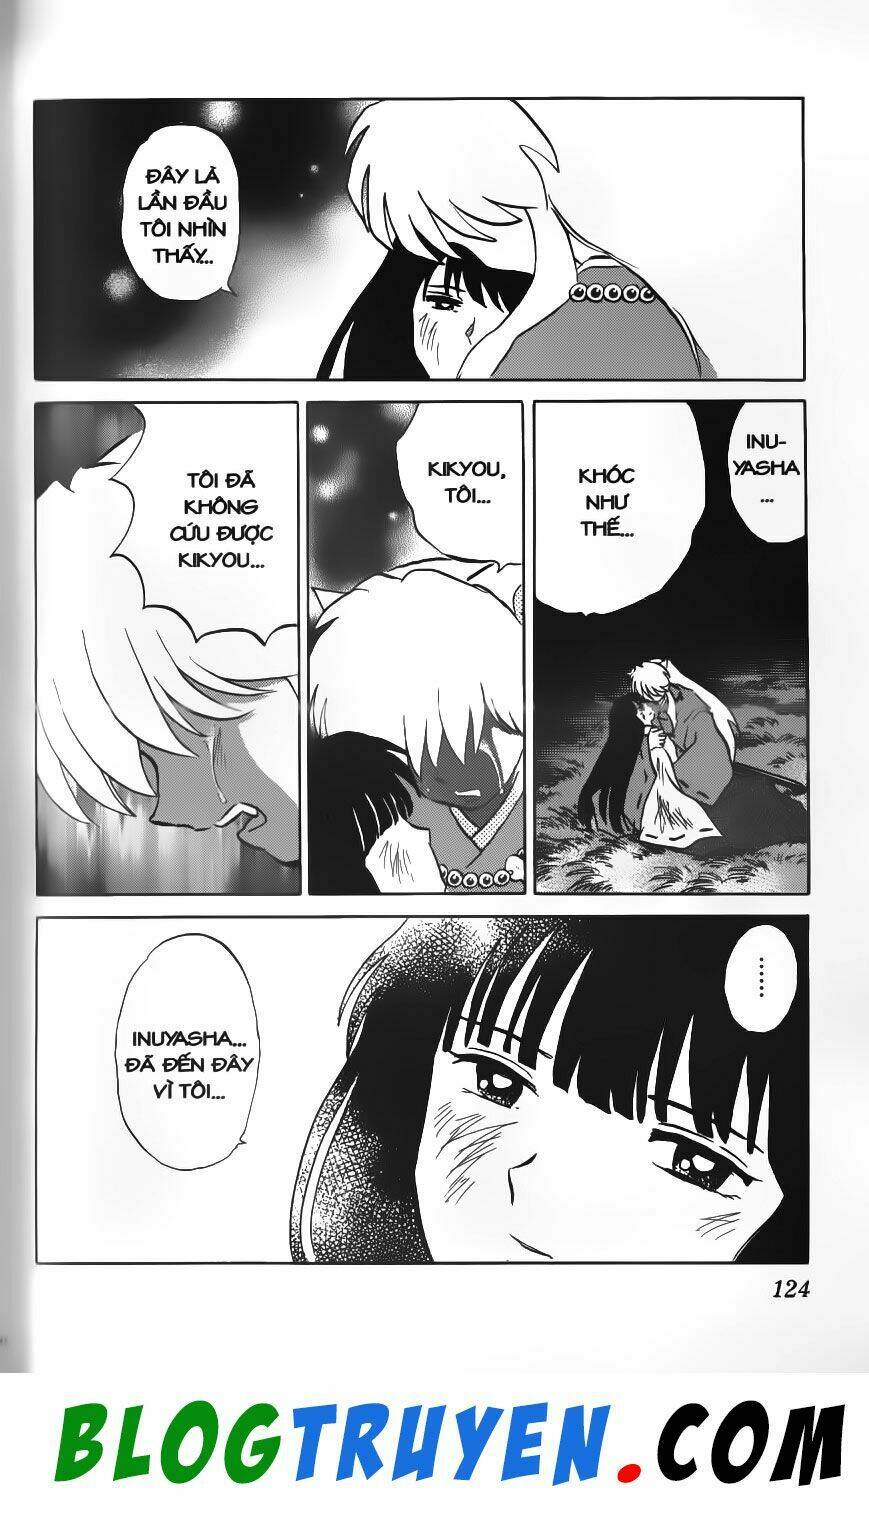 ĐÂY LÀ
LẦN ĐẦU
TÔI NHÌN
THẤY...
INU-
YASHA
...
KHÓC
NHƯ
THẾ...
KIKYOU,
TÔI...
TÔI ĐÃ
KHÔNG
CỨU ĐƯỢC
KIKYOU...
......
INUYASHA...
ĐÃ ĐẾN ĐÂY
VÌ TÔI...
124
BLOGTRUYEN.COM